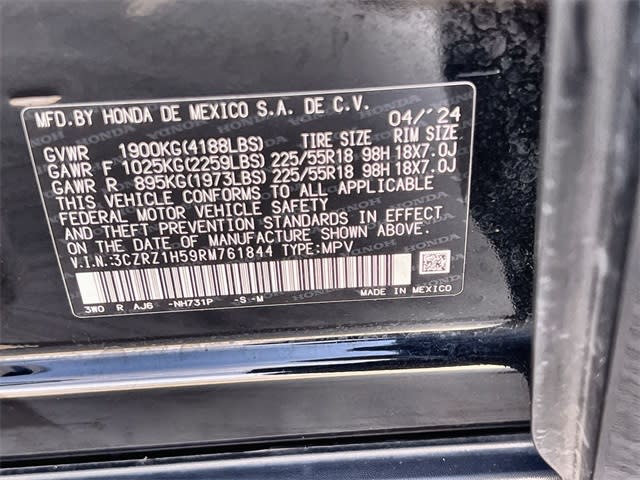 MFD.BY HONDA DE MEXICO S.A. DE C.V. 04/'24
GVWR 1900KG(4188LBS) TIRE SIZE RIM SIZE.
GAWR F 1025KG(2259LBS) 225/55R18 98H 18X7.0J
GAWR R 895KG(1973LBS) 225/55R18 98H 18X7.0J
THIS VEHICLE CONFORMS TO ALL APPLICABLE
FEDERAL MOTOR VEHICLE SAFETY
AND THEFT PREVENTION STANDARDS IN EFFECT
ON THE DATE OF MANUFACTURE SHOWN ABOVE.
V.I.N.:3CZRZ1H59RM761844 TYPE:MPV
3W0 R AJ6 -NH731P -S-M MADE IN MEXICO